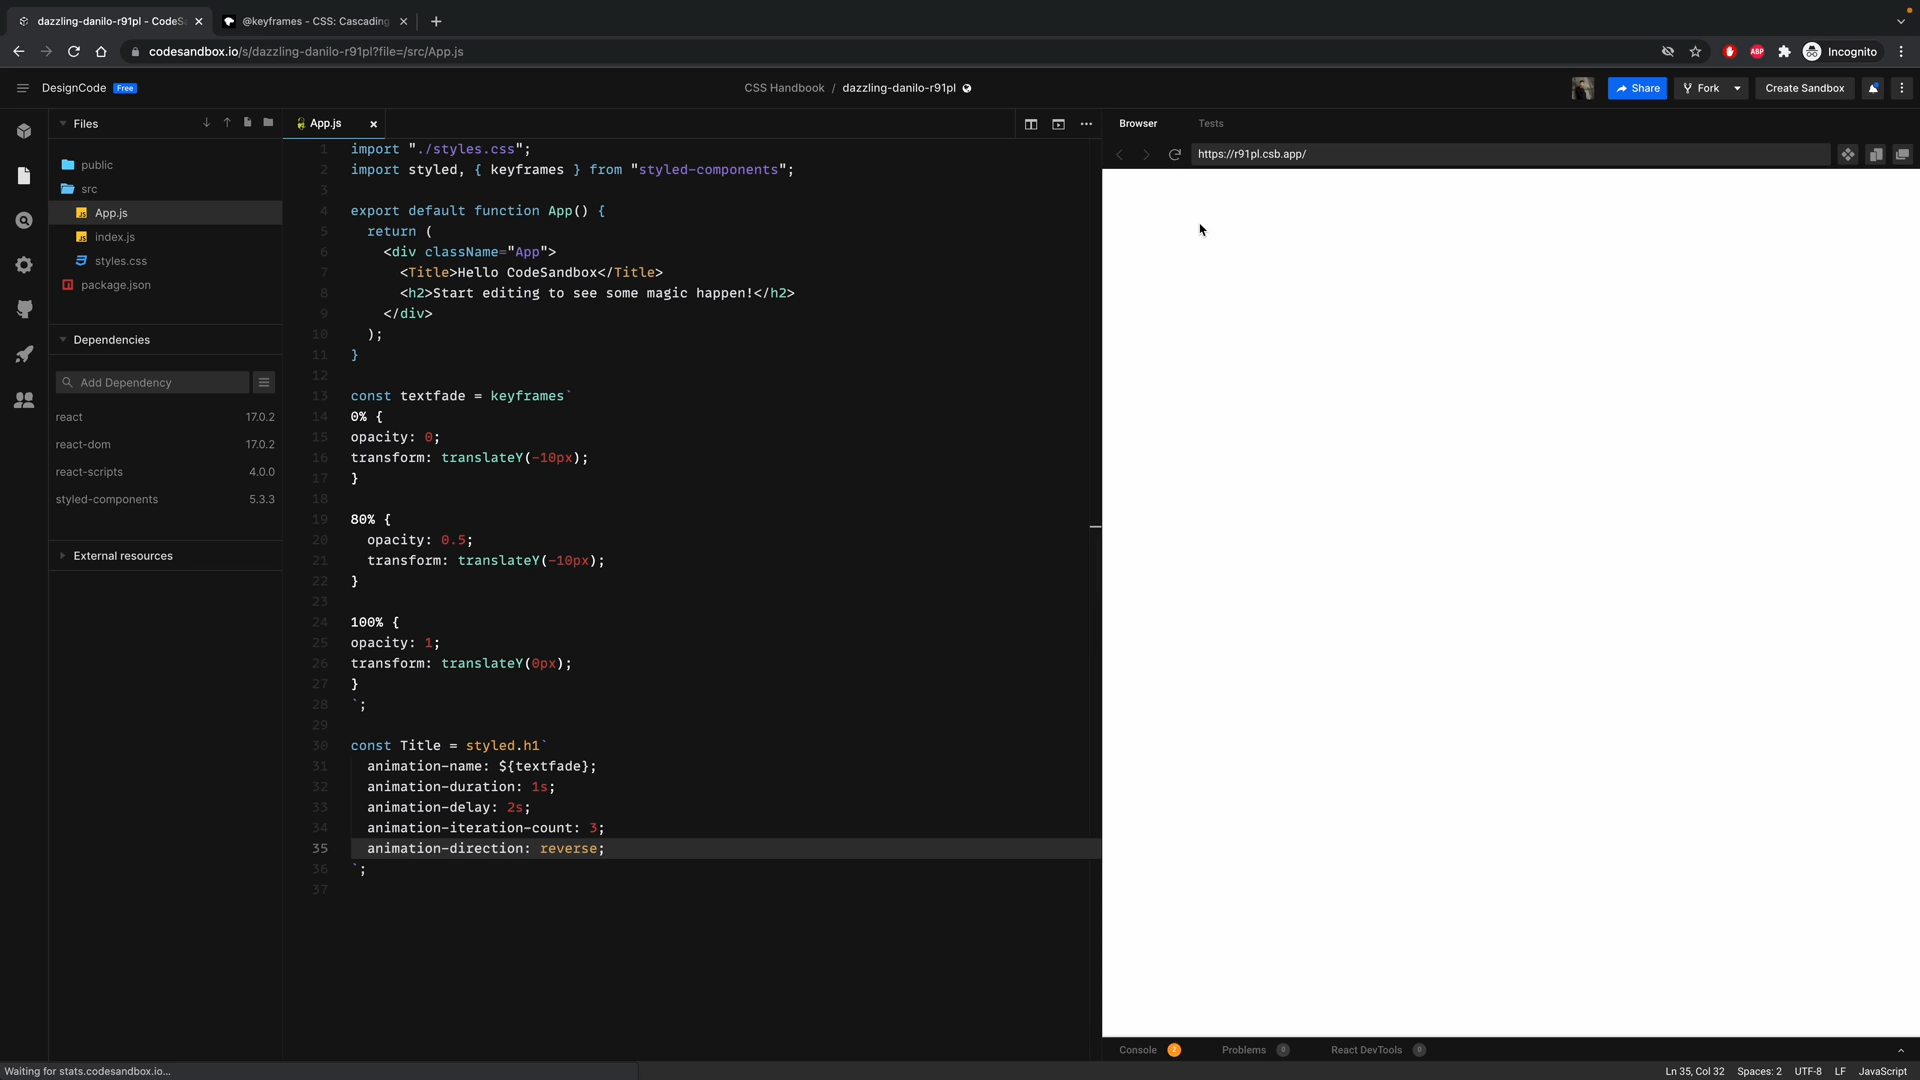 dazzling-danilo-r91pl - CodeS
@keyframes - CSS: Cascading
codesandbox.io/s/dazzling-danilo-r91pl?file=/src/App.js
ABP
Incognito
DesignCode Free
CSS Handbook / dazzling-danilo-r91pl
Share
Fork
Create Sandbox
Files
App.js
Browser
Tests
https://r91pl.csb.app/
public
src
App.js
index.js
styles.css
package.json
Dependencies
Add Dependency
react 17.0.2
react-dom 17.0.2
react-scripts 4.0.0
styled-components 5.3.3
External resources
1 import "./styles.css";
2 import styled, { keyframes } from "styled-components";
3
4 export default function App() {
5 return (
6 <div className="App">
7 <Title>Hello CodeSandbox</Title>
8 <h2>Start editing to see some magic happen!</h2>
9 </div>
10 );
11 }
12
13 const textfade = keyframes`
14 0% {
15 opacity: 0;
16 transform: translateY(-10px);
17 }
18
19 80% {
20 opacity: 0.5;
21 transform: translateY(-10px);
22 }
23
24 100% {
25 opacity: 1;
26 transform: translateY(0px);
27 }
28 `;
29
30 const Title = styled.h1`
31 animation-name: ${textfade};
32 animation-duration: 1s;
33 animation-delay: 2s;
34 animation-iteration-count: 3;
35 animation-direction: reverse;
36 `;
37
Console 2
Problems 0
React DevTools 0
Waiting for stats.codesandbox.io...
Ln 35, Col 32
Spaces: 2
UTF-8
LF
JavaScript